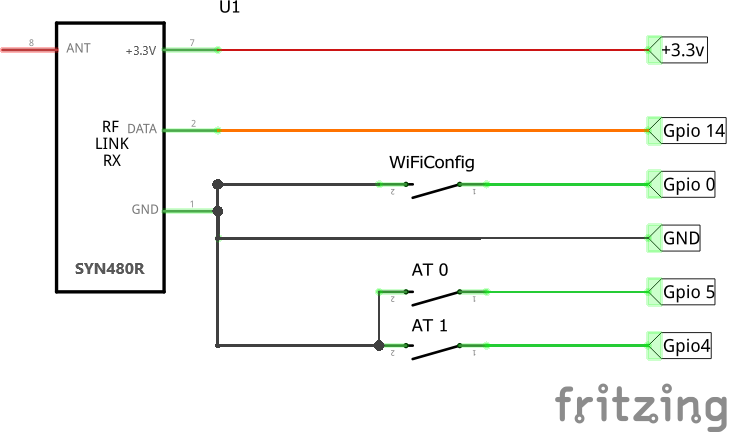 U1
8
ANT
+3.3V
7
+3.3v
RF
LINK
RX
DATA
2
Gpio 14
WiFiConfig
2
1
Gpio 0
GND
1
GND
SYN480R
AT 0
2
1
Gpio 5
AT 1
2
1
Gpio4
fritzing